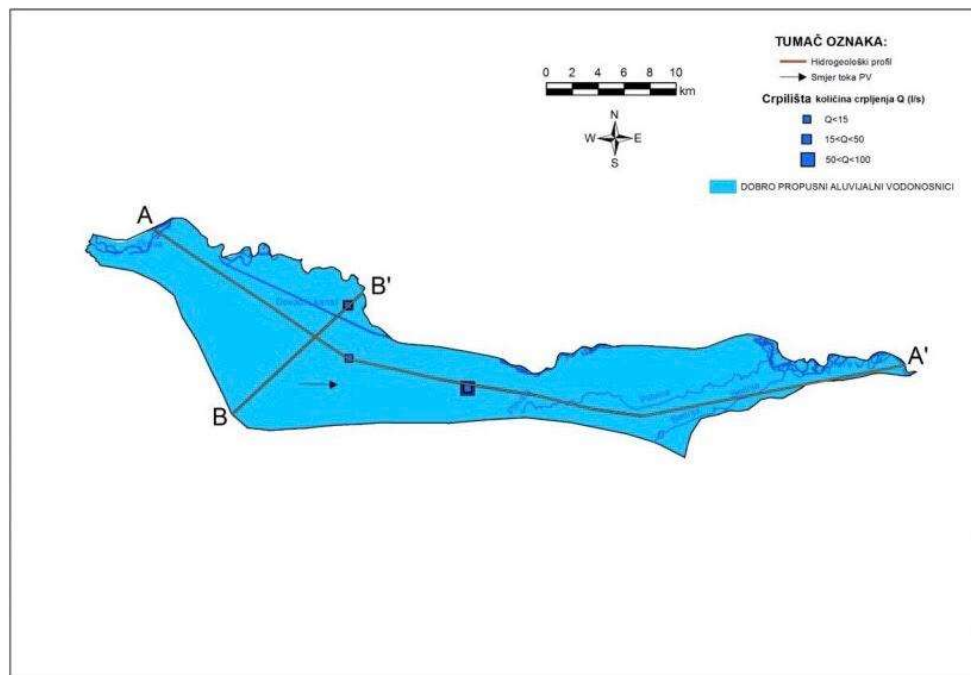 TUMAČ OZNAKA:
Hidrogeološki profil
Smjer toka PV
Crpilišta količina crpljenja Q (l/s)
Q<15
15<Q<50
50<Q<100
DOBRO PROPUSNI ALUVIJALNI VODONOSNICI
0 2 4 6 8 10
km
N
W E
S
A
B'
B
A'